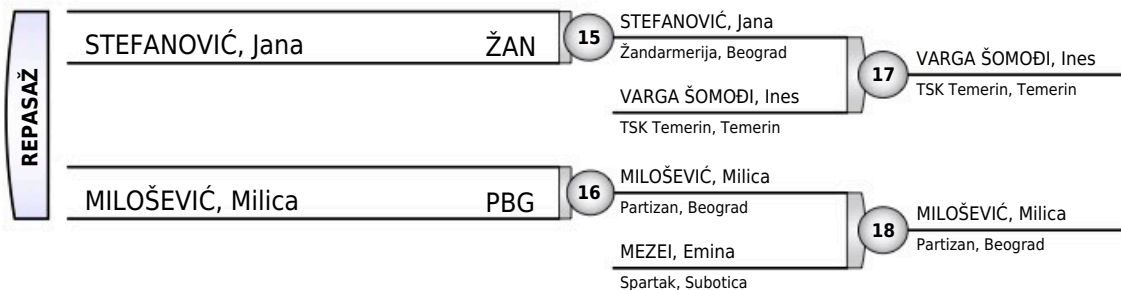 REPASAŽ
STEFANOVIĆ, Jana ŽAN
15
STEFANOVIĆ, Jana
Žandarmerija, Beograd
VARGA ŠOMOĐI, Ines
TSK Temerin, Temerin
17
VARGA ŠOMOĐI, Ines
TSK Temerin, Temerin
MILOŠEVIĆ, Milica PBG
16
MILOŠEVIĆ, Milica
Partizan, Beograd
MEZEI, Emina
Spartak, Subotica
18
MILOŠEVIĆ, Milica
Partizan, Beograd